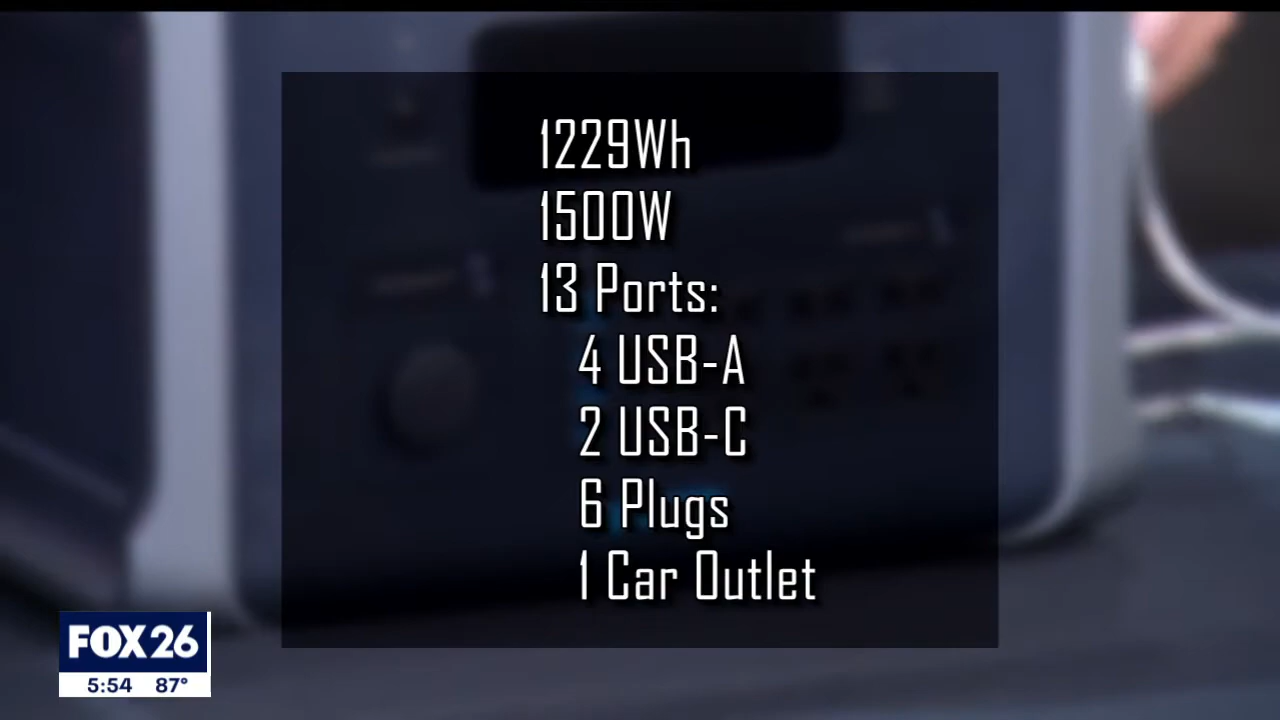 1229Wh
1500W
13 Ports:
4 USB-A
2 USB-C
6 Plugs
1 Car Outlet
FOX 26
5:54 87°